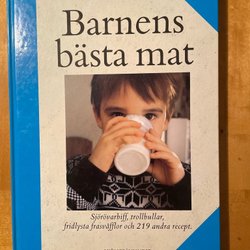 Barnens
bästa mat
Sjörövarbiff, trollbullar,
fridlysta frasvåfflor och 219 andra recept.